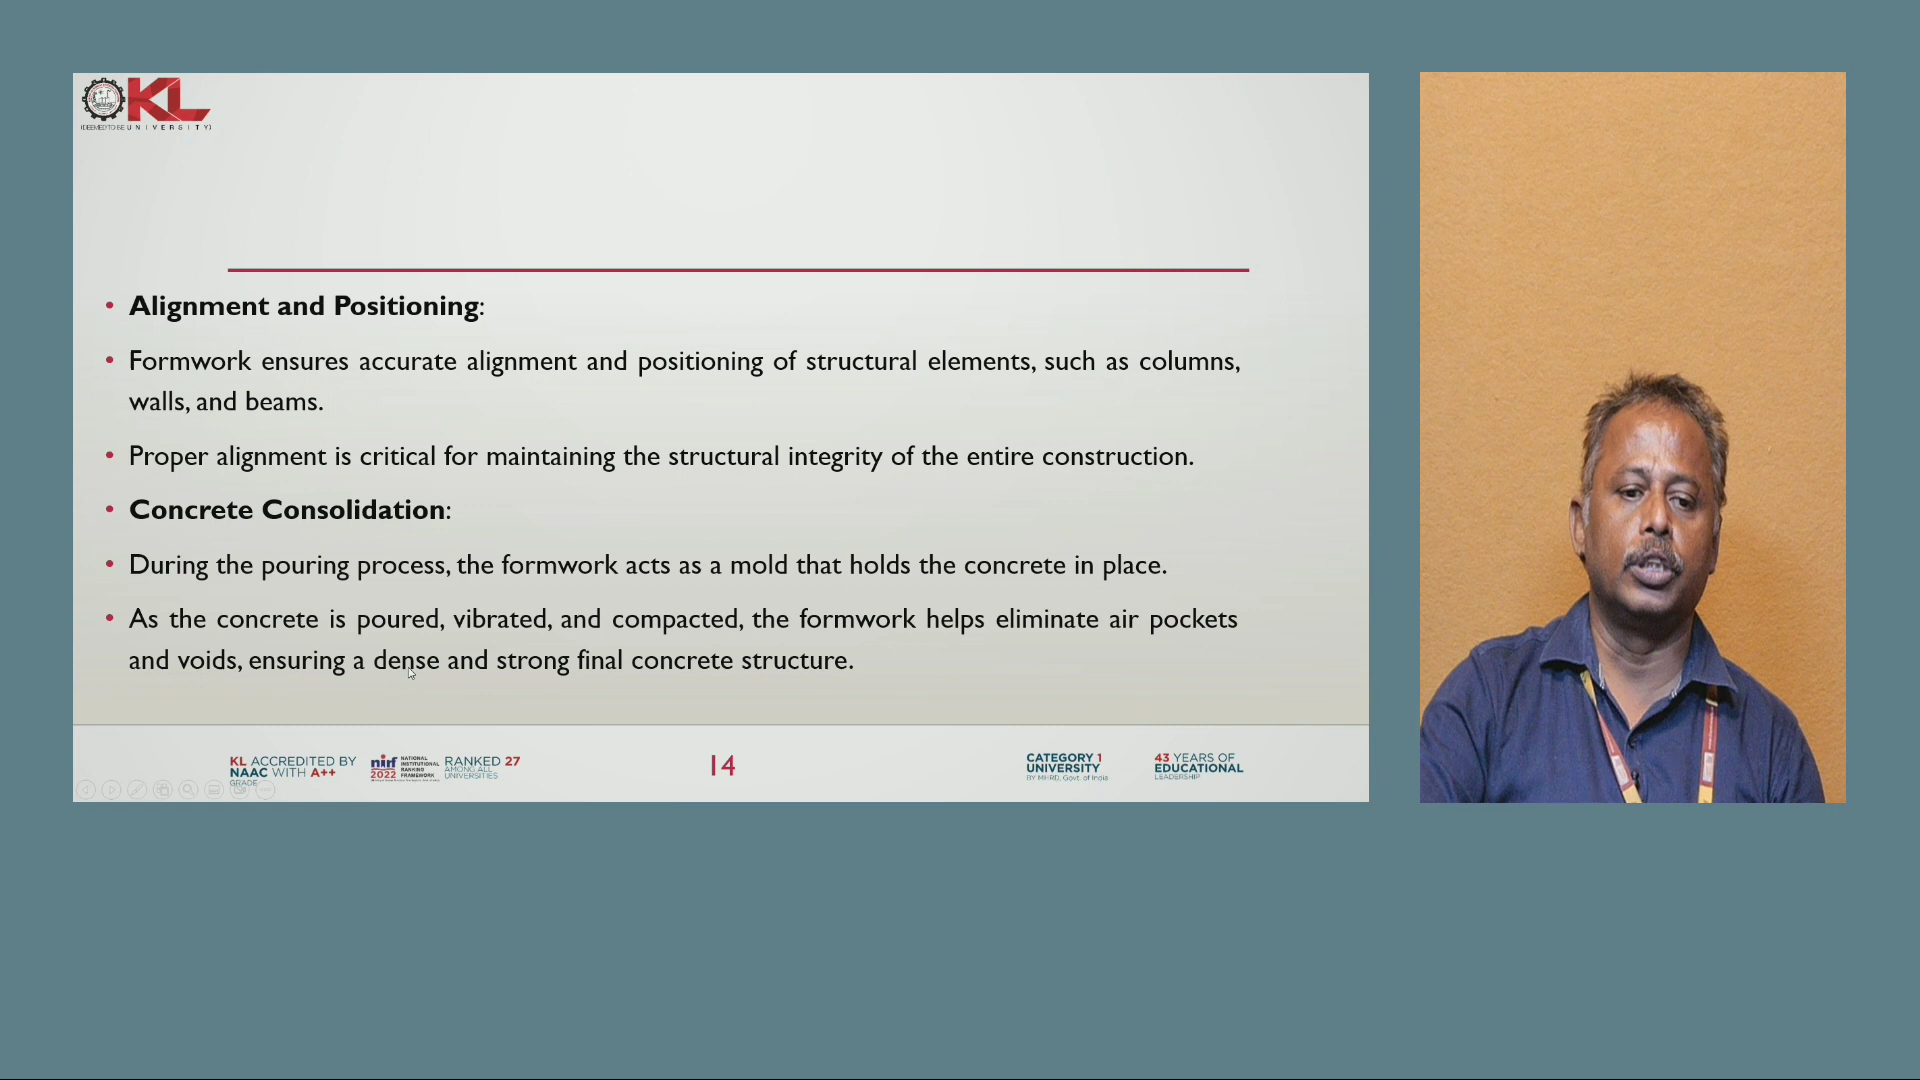 KL
(DEEMED TO BE UNIVERSITY)
• Alignment and Positioning:
• Formwork ensures accurate alignment and positioning of structural elements, such as columns,
walls, and beams.
• Proper alignment is critical for maintaining the structural integrity of the entire construction.
• Concrete Consolidation:
• During the pouring process, the formwork acts as a mold that holds the concrete in place.
• As the concrete is poured, vibrated, and compacted, the formwork helps eliminate air pockets
and voids, ensuring a dense and strong final concrete structure.
KL ACCREDITED BY
NAAC WITH A++
GRADE
nirf
2022
NATIONAL
INSTITUTIONAL
RANKING
FRAMEWORK
RANKED 27
AMONG ALL
UNIVERSITIES
14
CATEGORY 1
UNIVERSITY
BY MHRD, Govt. of India
43 YEARS OF
EDUCATIONAL
LEADERSHIP